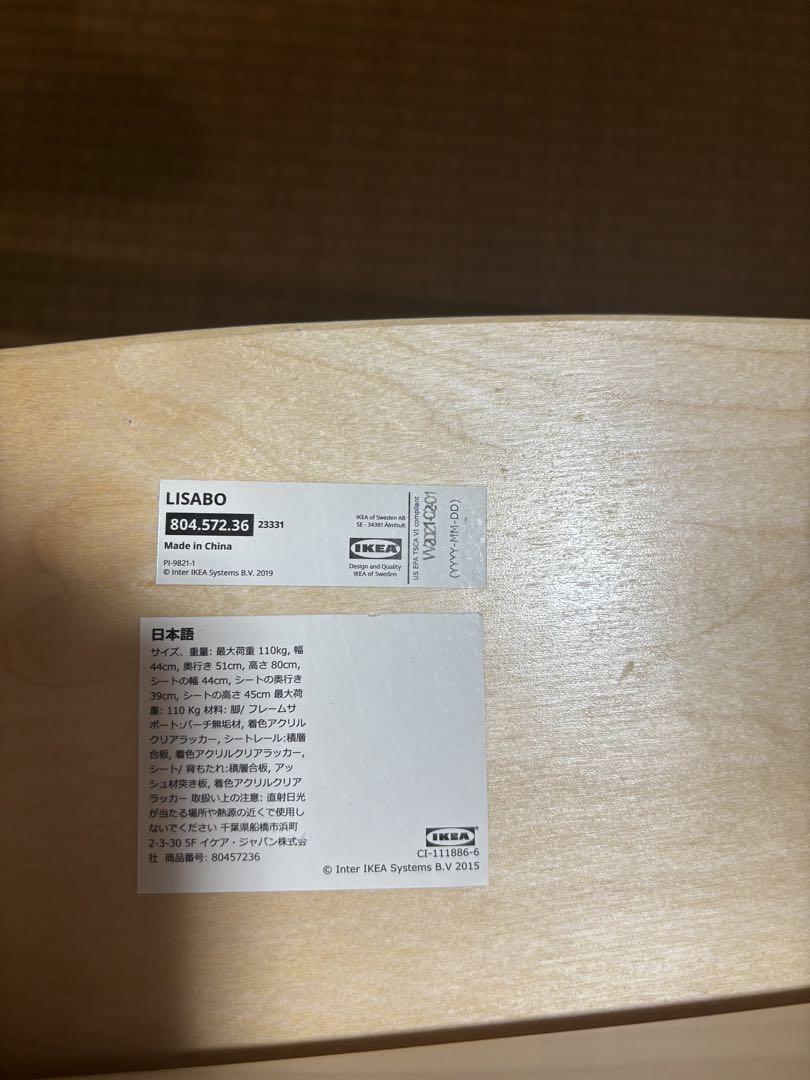 LISABO
804.572.36 23331
Made in China
PI-9821-1
© Inter IKEA Systems B.V. 2019
IKEA of Sweden AB
SE - 34381 Älmhult
IKEA
Design and Quality
IKEA of Sweden
US EPA TSCA VI compliant
(YYYY-MM-DD)
日本語
サイズ、重量: 最大荷重 110kg, 幅
44cm, 奥行き 51cm, 高さ 80cm,
シートの幅 44cm, シートの奥行き
39cm, シートの高さ 45cm 最大荷
重: 110 Kg 材料: 脚/ フレームサ
ポート:バーチ無垢材, 着色アクリル
クリアラッカー, シートレール:積層
合板, 着色アクリルクリアラッカー,
シート/ 背もたれ:積層合板, アッ
シュ材突き板, 着色アクリルクリア
ラッカー 取扱い上の注意: 直射日光
が当たる場所や熱源の近くで使用し
ないでください 千葉県船橋市浜町
2-3-30 5F イケア・ジャパン株式会
社 商品番号: 80457236
IKEA
CI-111886-6
© Inter IKEA Systems B.V 2015